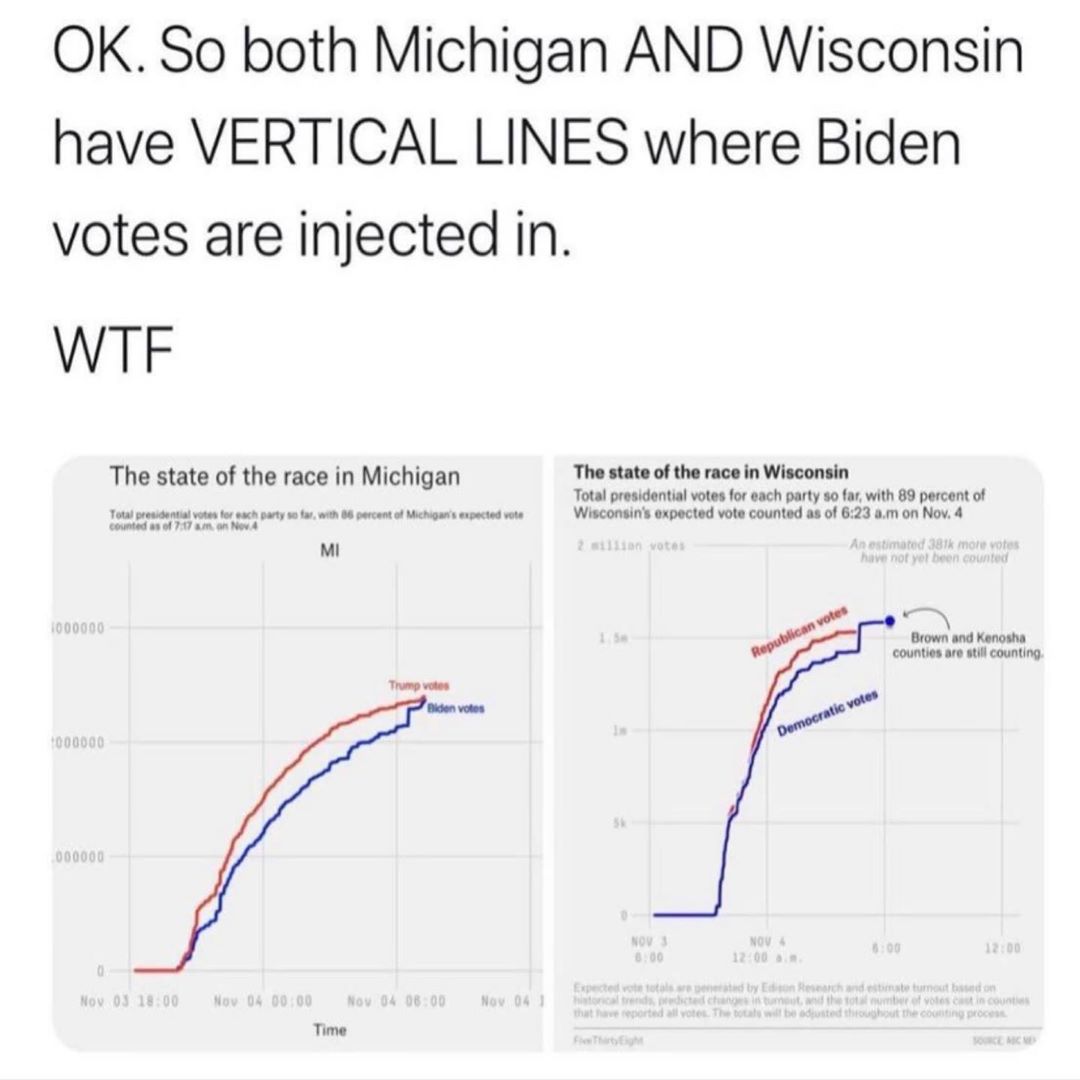 OK. So both Michigan AND Wisconsin
have VERTICAL LINES where Biden
votes are injected in.
WTF
The state of the race in Michigan
Total presidential votes for each party so far, with 86 percent of Michigan's expected vote
counted as of 7:17 a.m. on Nov.4
MI
000000
Trump votes
Biden votes
000000
000000
0
Nov 03 18:00
Nov 04 00:00
Nov 04 06:00
Nov 04 1
Time
The state of the race in Wisconsin
Total presidential votes for each party so far, with 89 percent of
Wisconsin's expected vote counted as of 6:23 a.m on Nov. 4
2 million votes
An estimated 381k more votes
have not yet been counted
Republican votes
1.5m
Brown and Kenosha
counties are still counting.
Democratic votes
1m
5k
0
NOV 3
6:00
NOV 4
12:00 a.m.
6:00
12:00
Expected vote totals are generated by Edison Research and estimate turnout based on
historical trends, predicted changes in turnout, and the total number of votes cast in counties
that have reported all votes. The totals will be adjusted throughout the counting process.
FiveThirtyEight
SOURCE: ABC NE